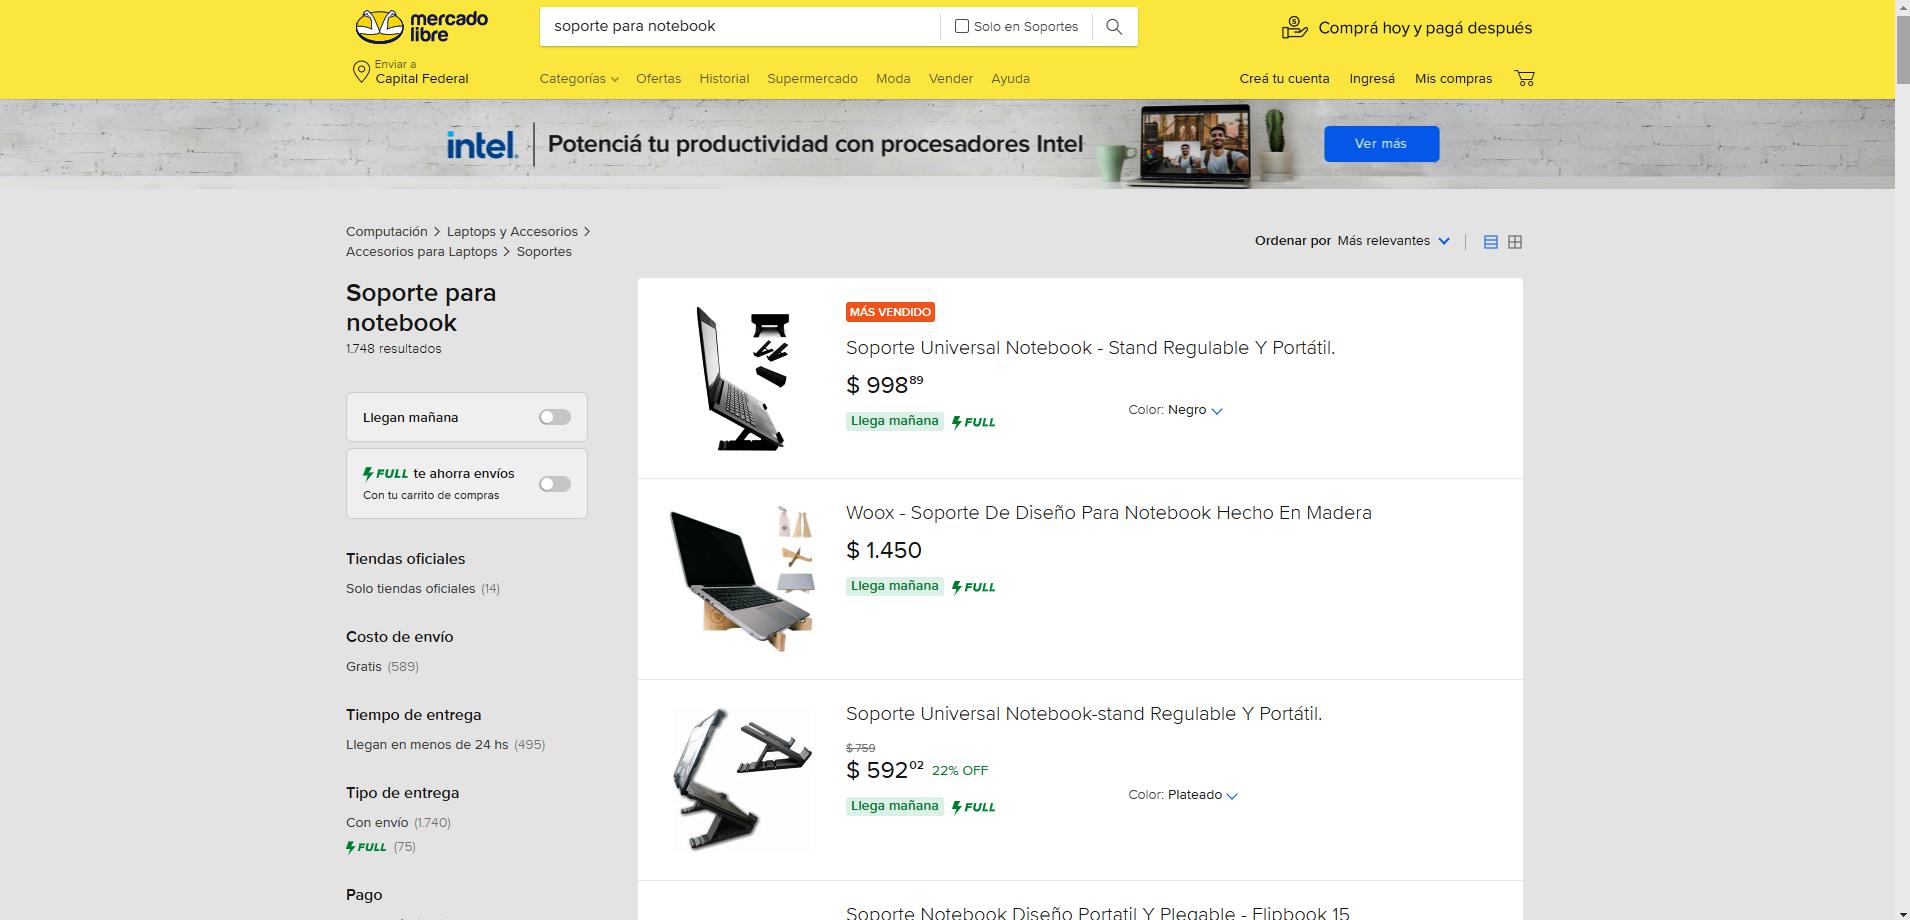 mercado
libre
soporte para notebook
Solo en Soportes
Comprá hoy y pagá después
Enviar a
Capital Federal
Categorías
Ofertas
Historial
Supermercado
Moda
Vender
Ayuda
Creá tu cuenta
Ingresá
Mis compras
intel.
Potenciá tu productividad con procesadores Intel
Ver más
Computación > Laptops y Accesorios >
Accesorios para Laptops > Soportes
Ordenar por Más relevantes
Soporte para
notebook
1.748 resultados
Llegan mañana
FULL te ahorra envíos
Con tu carrito de compras
Tiendas oficiales
Solo tiendas oficiales (14)
Costo de envío
Gratis (589)
Tiempo de entrega
Llegan en menos de 24 hs (495)
Tipo de entrega
Con envío (1.740)
FULL (75)
Pago
MÁS VENDIDO
Soporte Universal Notebook - Stand Regulable Y Portátil.
$ 998 89
Color: Negro
Llega mañana FULL
Woox - Soporte De Diseño Para Notebook Hecho En Madera
$ 1.450
Llega mañana FULL
Soporte Universal Notebook-stand Regulable Y Portátil.
$ 759
$ 592 02 22% OFF
Color: Plateado
Llega mañana FULL
Soporte Notebook Diseño Portatil Y Plegable - Flipbook 15